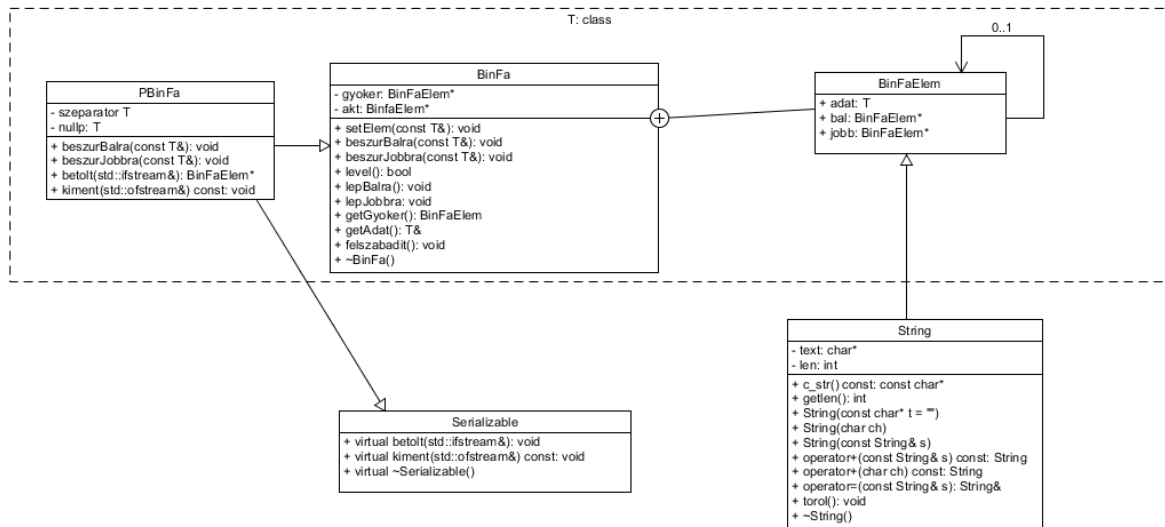 T: class
0..1
PBinFa
- szeparator T
- nullp: T
+ beszurBalra(const T&): void
+ beszurJobbra(const T&): void
+ betolt(std::ifstream&): BinFaElem*
+ kiment(std::ofstream&) const: void
BinFa
- gyoker: BinFaElem*
- akt: BinfaElem*
+ setElem(const T&): void
+ beszurBalra(const T&): void
+ beszurJobbra(const T&): void
+ level(): bool
+ lepBalra(): void
+ lepJobbra: void
+ getGyoker(): BinFaElem
+ getAdat(): T&
+ felszabadit(): void
+ ~BinFa()
BinFaElem
+ adat: T
+ bal: BinFaElem*
+ jobb: BinFaElem*
Serializable
+ virtual betolt(std::ifstream&): void
+ virtual kiment(std::ofstream&) const: void
+ virtual ~Serializable()
String
- text: char*
- len: int
+ c_str() const: const char*
+ getlen(): int
+ String(const char* t = "")
+ String(char ch)
+ String(const String& s)
+ operator+(const String& s) const: String
+ operator+(char ch) const: String
+ operator=(const String& s): String&
+ torol(): void
+ ~String()